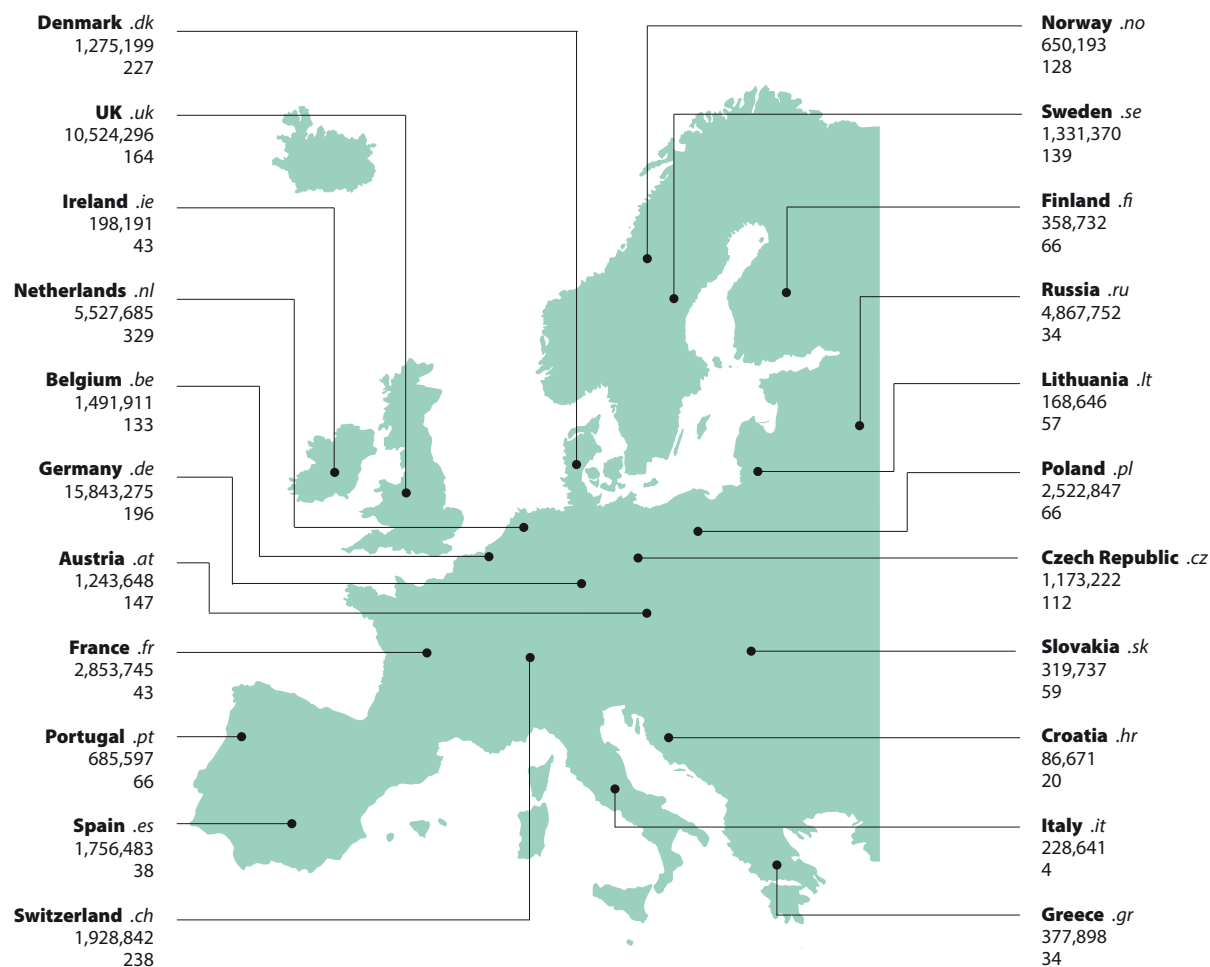 Denmark .dk
1,275,199
227
UK .uk
10,524,296
164
Ireland .ie
198,191
43
Netherlands .nl
5,527,685
329
Belgium .be
1,491,911
133
Germany .de
15,843,275
196
Austria .at
1,243,648
147
France .fr
2,853,745
43
Portugal .pt
685,597
66
Spain .es
1,756,483
38
Switzerland .ch
1,928,842
238
Norway .no
650,193
128
Sweden .se
1,331,370
139
Finland .fi
358,732
66
Russia .ru
4,867,752
34
Lithuania .lt
168,646
57
Poland .pl
2,522,847
66
Czech Republic .cz
1,173,222
112
Slovakia .sk
319,737
59
Croatia .hr
86,671
20
Italy .it
228,641
4
Greece .gr
377,898
34